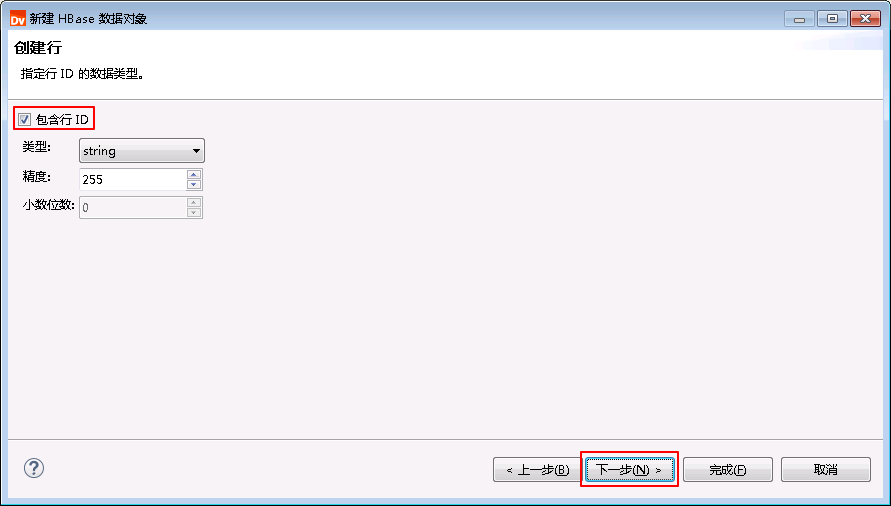 Dv 新建 HBase 数据对象
创建行
指定行 ID 的数据类型。
包含行 ID
类型: string
精度: 255
小数位数: 0
? < 上一步(B) 下一步(N) > 完成(F) 取消